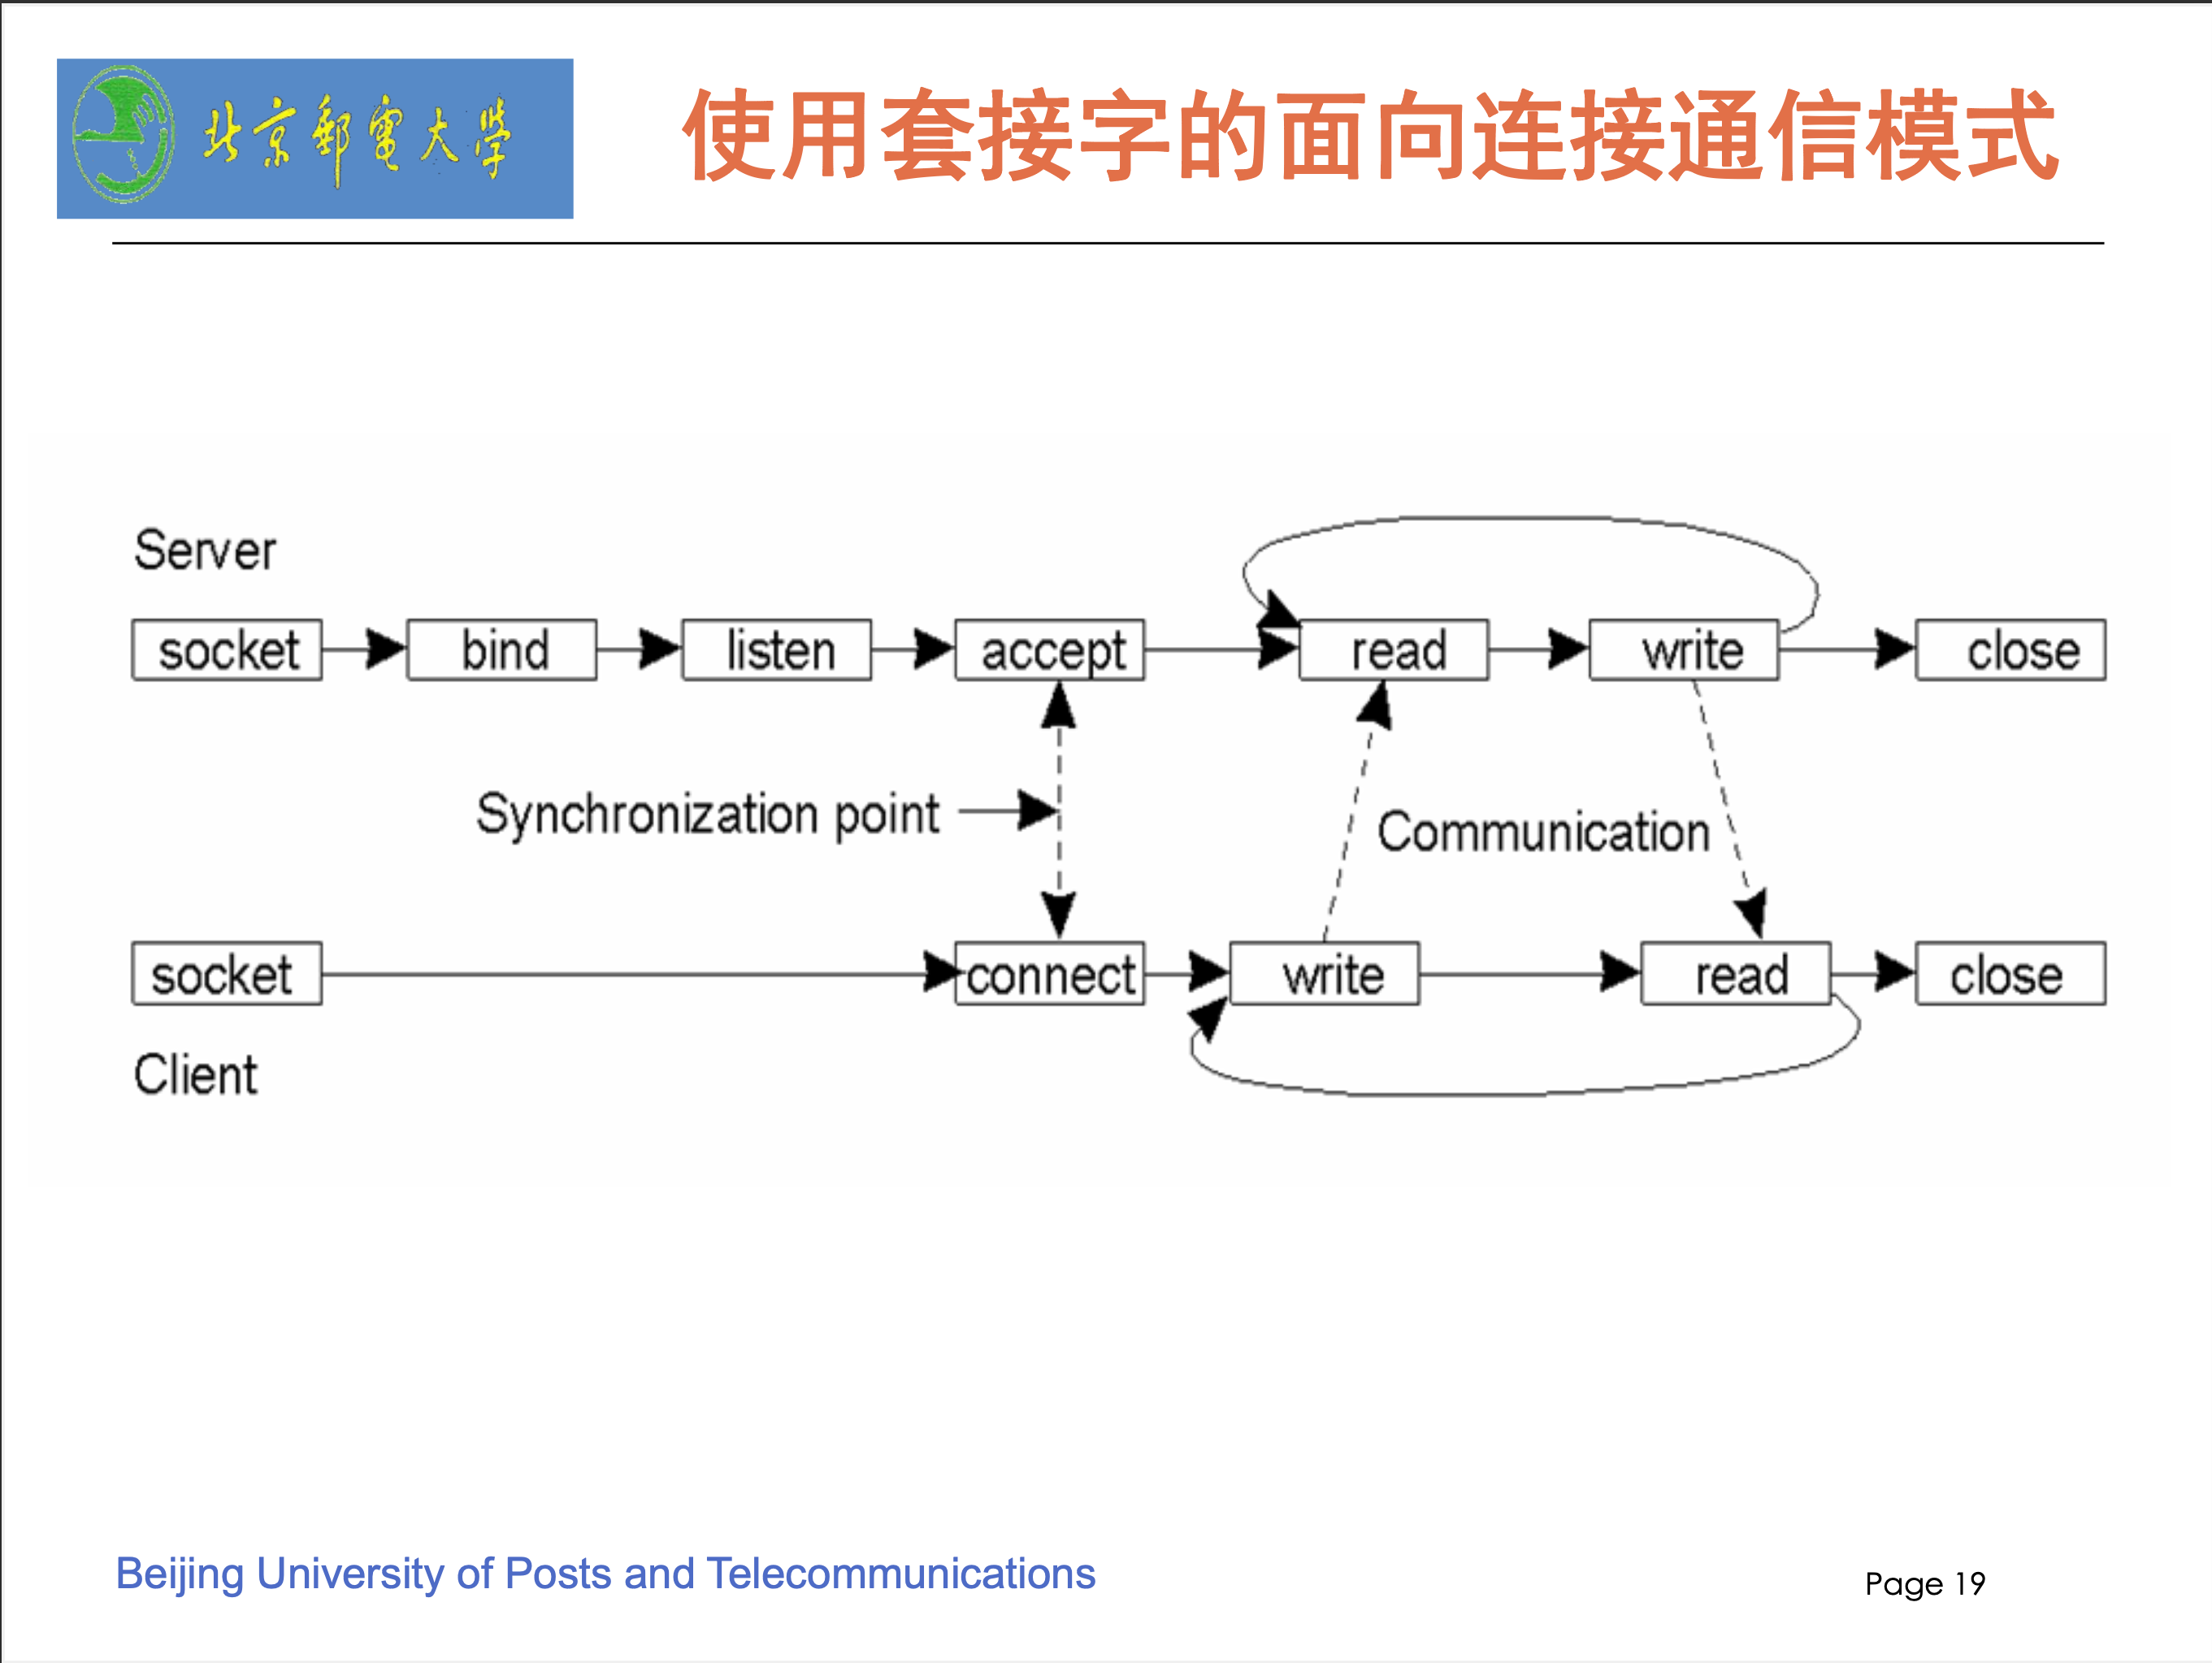 北京郵電大學
使用套接字的面向连接通信模式
Server
socket bind listen accept read write close
Synchronization point
Communication
socket connect write read close
Client
Beijing University of Posts and Telecommunications
Page 19